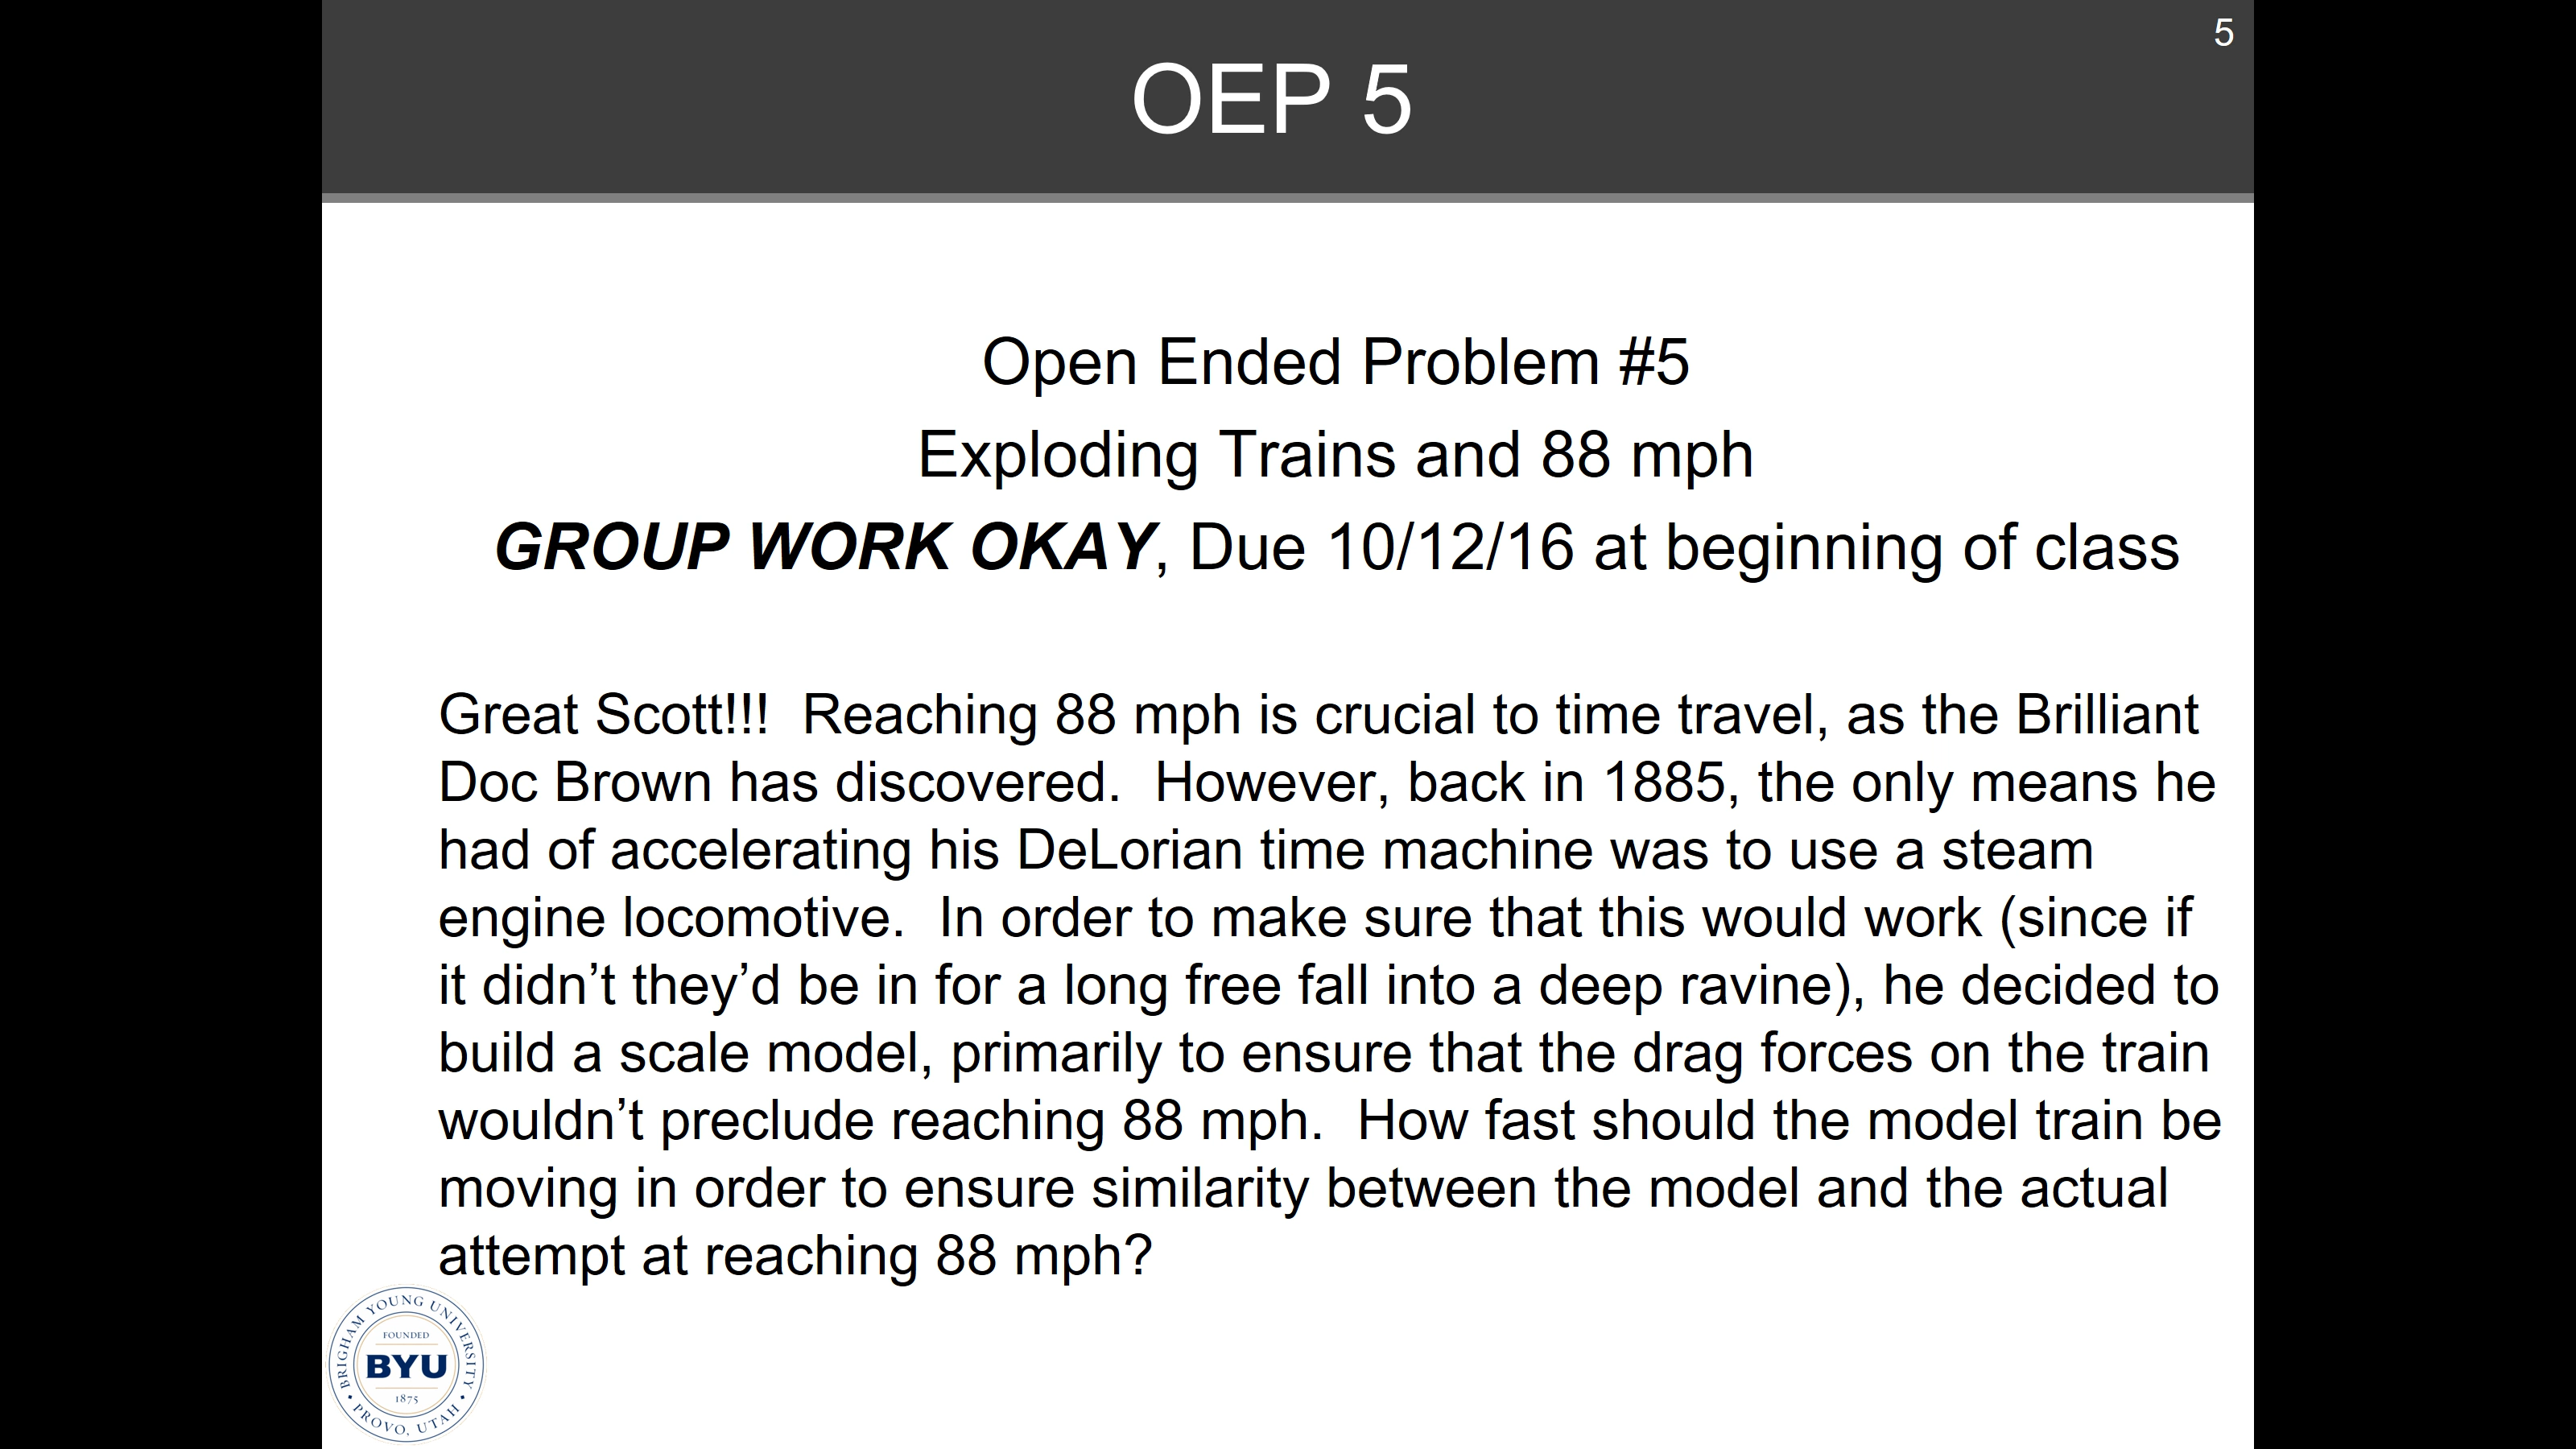 5
OEP 5
Open Ended Problem #5
Exploding Trains and 88 mph
GROUP WORK OKAY, Due 10/12/16 at beginning of class
Great Scott!!!  Reaching 88 mph is crucial to time travel, as the Brilliant
Doc Brown has discovered.  However, back in 1885, the only means he
had of accelerating his DeLorian time machine was to use a steam
engine locomotive.  In order to make sure that this would work (since if
it didn’t they’d be in for a long free fall into a deep ravine), he decided to
build a scale model, primarily to ensure that the drag forces on the train
wouldn’t preclude reaching 88 mph.  How fast should the model train be
moving in order to ensure similarity between the model and the actual
attempt at reaching 88 mph?
BRIGHAM YOUNG UNIVERSITY
FOUNDED
BYU
1875
PROVO, UTAH